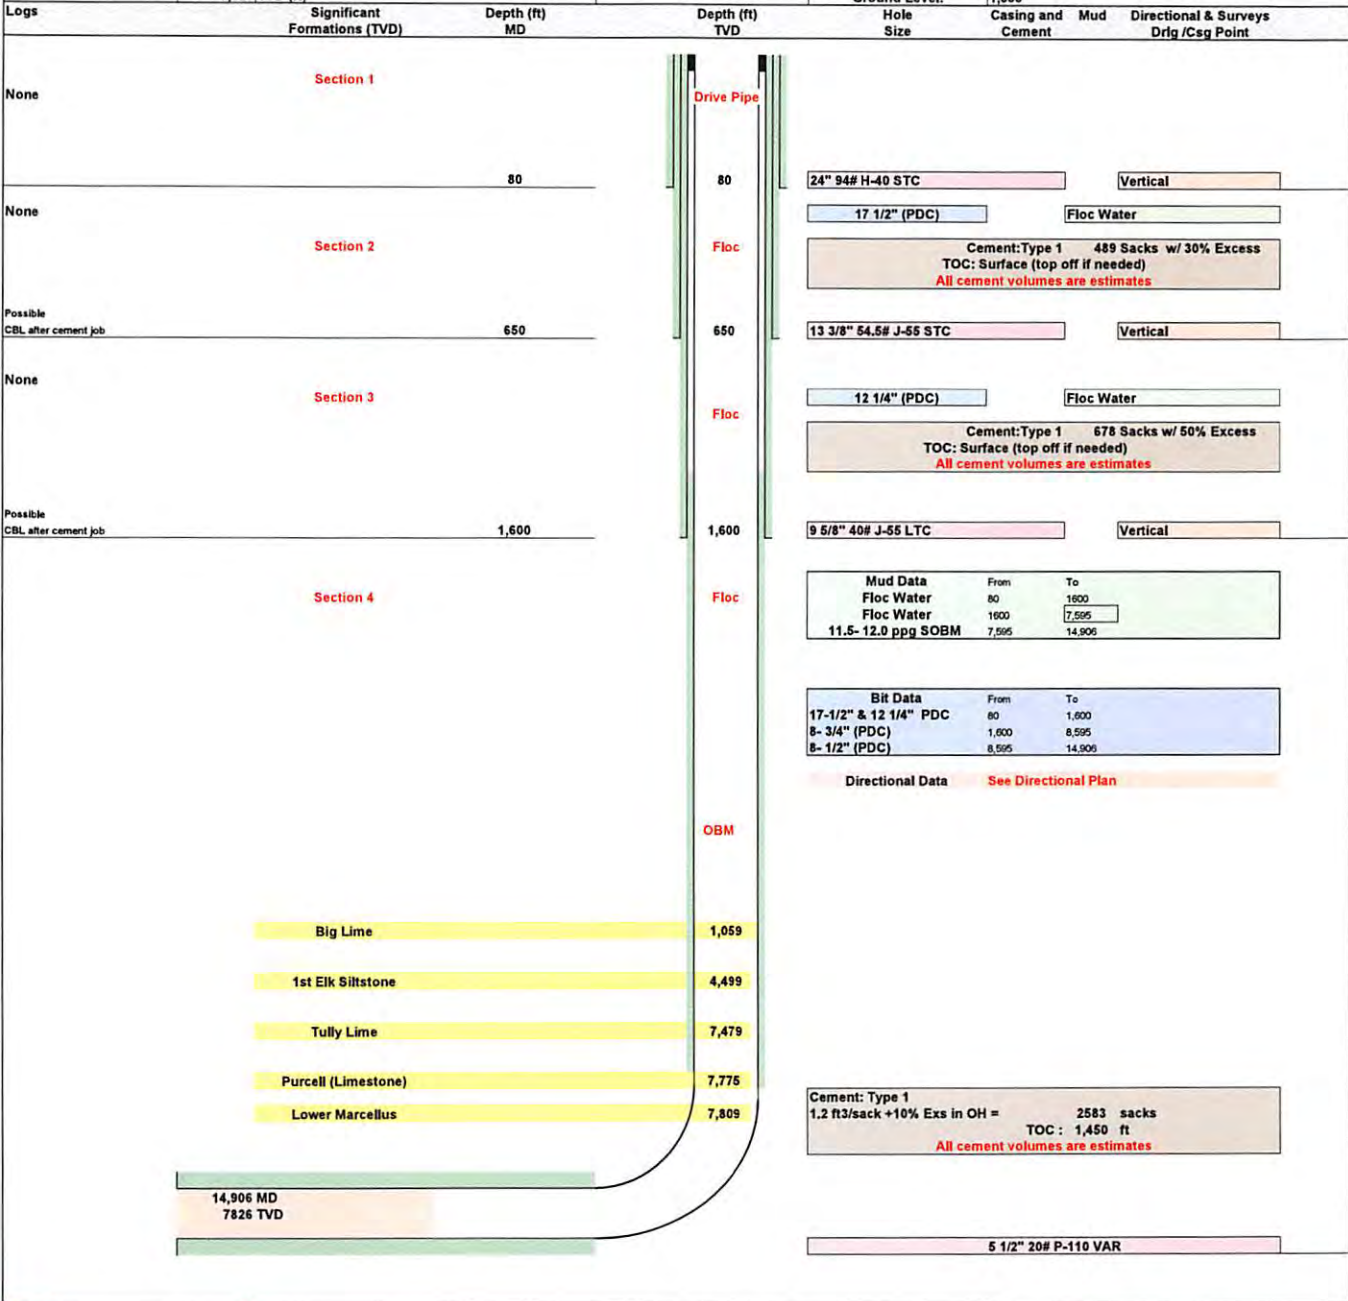 Logs Significant Depth (ft) Depth (ft) Hole Casing and Mud Directional & Surveys
Formations (TVD) MD TVD Size Cement Drlg /Csg Point
Section 1
None
Drive Pipe
80 80 24" 94# H-40 STC Vertical
None 17 1/2" (PDC) Floc Water
Section 2 Floc Cement:Type 1 489 Sacks w/ 30% Excess
TOC: Surface (top off if needed)
All cement volumes are estimates
Possible
CBL after cement job 650 650 13 3/8" 54.5# J-55 STC Vertical
None
Section 3 12 1/4" (PDC) Floc Water
Floc
Cement:Type 1 678 Sacks w/ 50% Excess
TOC: Surface (top off if needed)
All cement volumes are estimates
Possible
CBL after cement job 1,600 1,600 9 5/8" 40# J-55 LTC Vertical
Mud Data From To
Section 4 Floc Floc Water 80 1600
Floc Water 1600 7,595
11.5- 12.0 ppg SOBM 7,595 14,906
Bit Data From To
17-1/2" & 12 1/4" PDC 80 1,600
8- 3/4" (PDC) 1,600 8,595
8- 1/2" (PDC) 8,595 14,906
Directional Data See Directional Plan
OBM
Big Lime 1,059
1st Elk Siltstone 4,499
Tully Lime 7,479
Purcell (Limestone) 7,775
Cement: Type 1
Lower Marcellus 7,809 1.2 ft3/sack +10% Exs in OH = 2583 sacks
TOC : 1,450 ft
All cement volumes are estimates
14,906 MD
7826 TVD
5 1/2" 20# P-110 VAR